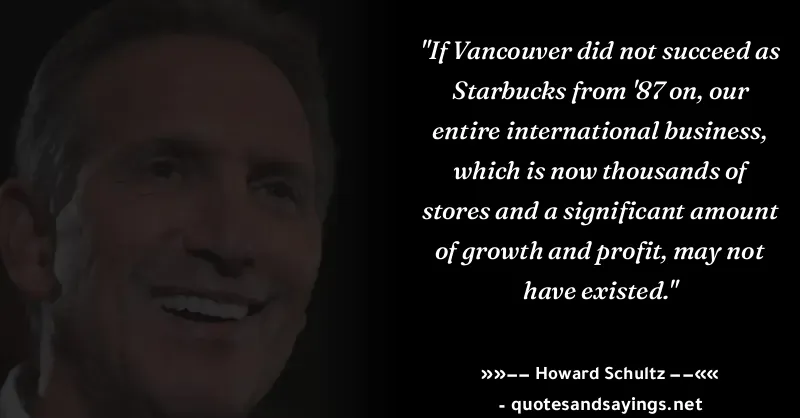 "If Vancouver did not succeed as
Starbucks from '87 on, our
entire international business,
which is now thousands of
stores and a significant amount
of growth and profit, may not
have existed."
»»−− Howard Schultz −−««
- quotesandsayings.net